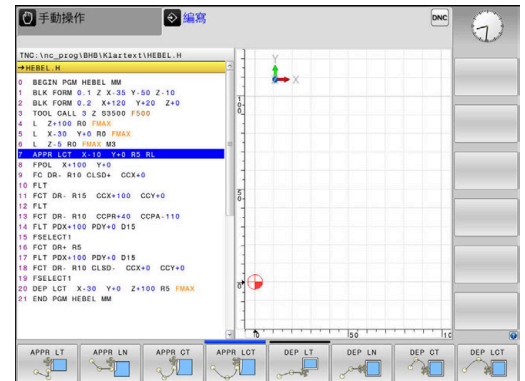 手動操作
編寫
DNC
TNC:\nc_prog\BHB\Klartext\HEBEL.H
→HEBEL.H
0 BEGIN PGM HEBEL MM
1 BLK FORM 0.1 Z X-35 Y-50 Z-10
2 BLK FORM 0.2 X+120 Y+20 Z+0
3 TOOL CALL 3 Z S3500 F500
4 L Z+100 R0 FMAX
5 L X-30 Y+0 R0 FMAX
6 L Z-5 R0 FMAX M3
7 APPR LCT X-10 Y+0 R5 RL
8 FPOL X+100 Y+0
9 FC DR- R10 CLSD+ CCX+0
10 FLT
11 FCT DR- R15 CCX+100 CCY+0
12 FLT
13 FCT DR- R10 CCPR+40 CCPA-110
14 FLT PDX+100 PDY+0 D15
15 FSELECT1
16 FCT DR+ R5
17 FLT PDX+100 PDY+0 D15
18 FCT DR- R10 CLSD- CCX+0 CCY+0
19 FSELECT1
20 DEP LCT X-30 Y+0 Z+100 R5 FMAX
21 END PGM HEBEL MM
Y
X
100
50
0
0
50
APPR LT
APPR LN
APPR CT
APPR LCT
DEP LT
DEP LN
DEP CT
DEP LCT